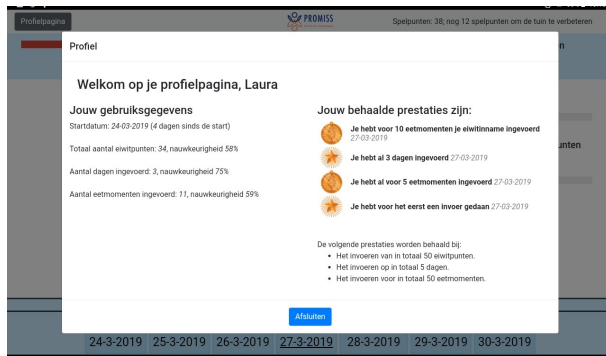 Profielpagina
PROMISS
Spelpunten: 38; nog 12 spelpunten om de tuin te verbeteren
Profiel
Welkom op je profielpagina, Laura
Jouw gebruiksgegevens
Startdatum: 24-03-2019 (4 dagen sinds de start)
Totaal aantal eiwitpunten: 34, nauwkeurigheid 58%
Aantal dagen ingevoerd: 3, nauwkeurigheid 75%
Aantal eetmomenten ingevoerd: 11, nauwkeurigheid 59%
Jouw behaalde prestaties zijn:
Je hebt voor 10 eetmomenten je eiwitinname ingevoerd
27-03-2019
Je hebt al 3 dagen ingevoerd 27-03-2019
Je hebt al voor 5 eetmomenten ingevoerd 27-03-2019
Je hebt voor het eerst een invoer gedaan 27-03-2019
De volgende prestaties worden behaald bij:
• Het invoeren van in totaal 50 eiwitpunten.
• Het invoeren op in totaal 5 dagen.
• Het invoeren voor in totaal 50 eetmomenten.
n
unten
Afsluiten
24-3-2019 25-3-2019 26-3-2019 27-3-2019 28-3-2019 29-3-2019 30-3-2019